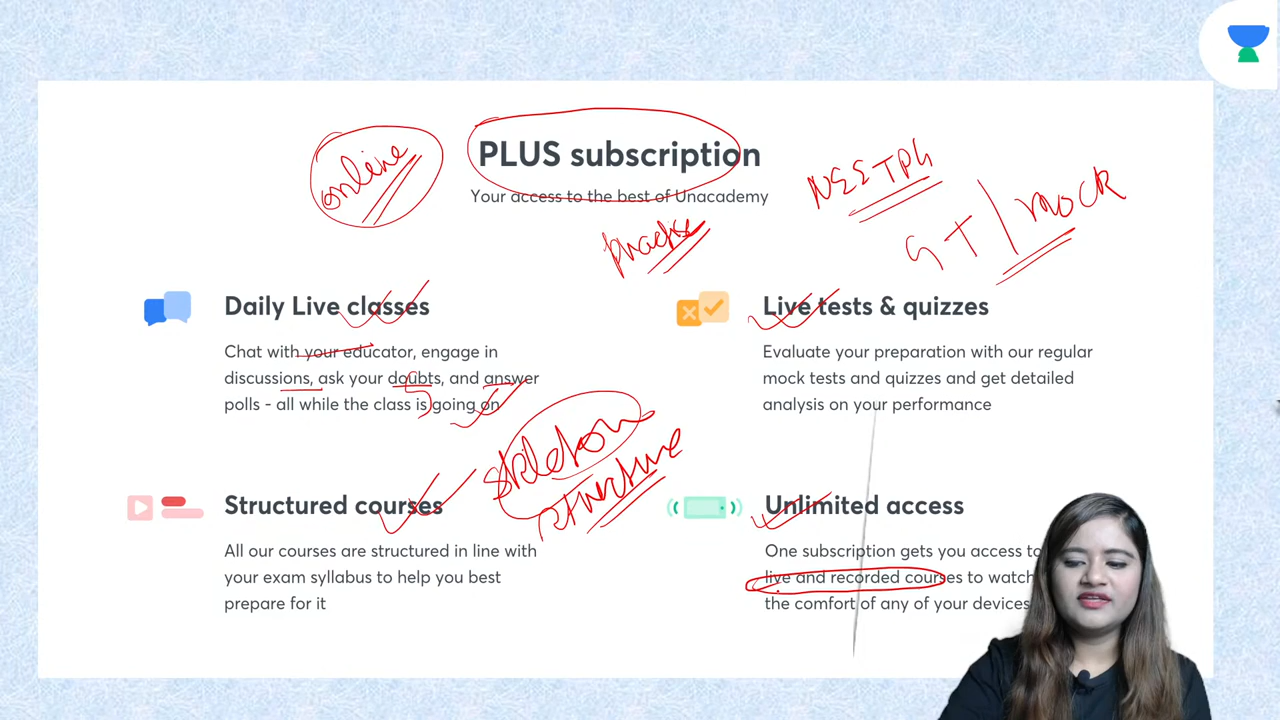 PLUS subscription
online
Your access to the best of Unacademy
NEETPG
practise
GT / mock
Daily Live classes
Chat with your educator, engage in
discussions, ask your doubts, and answer
polls - all while the class is going on
Live tests & quizzes
Evaluate your preparation with our regular
mock tests and quizzes and get detailed
analysis on your performance
skeleton
structure
Structured courses
All our courses are structured in line with
your exam syllabus to help you best
prepare for it
Unlimited access
One subscription gets you access to
live and recorded courses to watch
the comfort of any of your devices